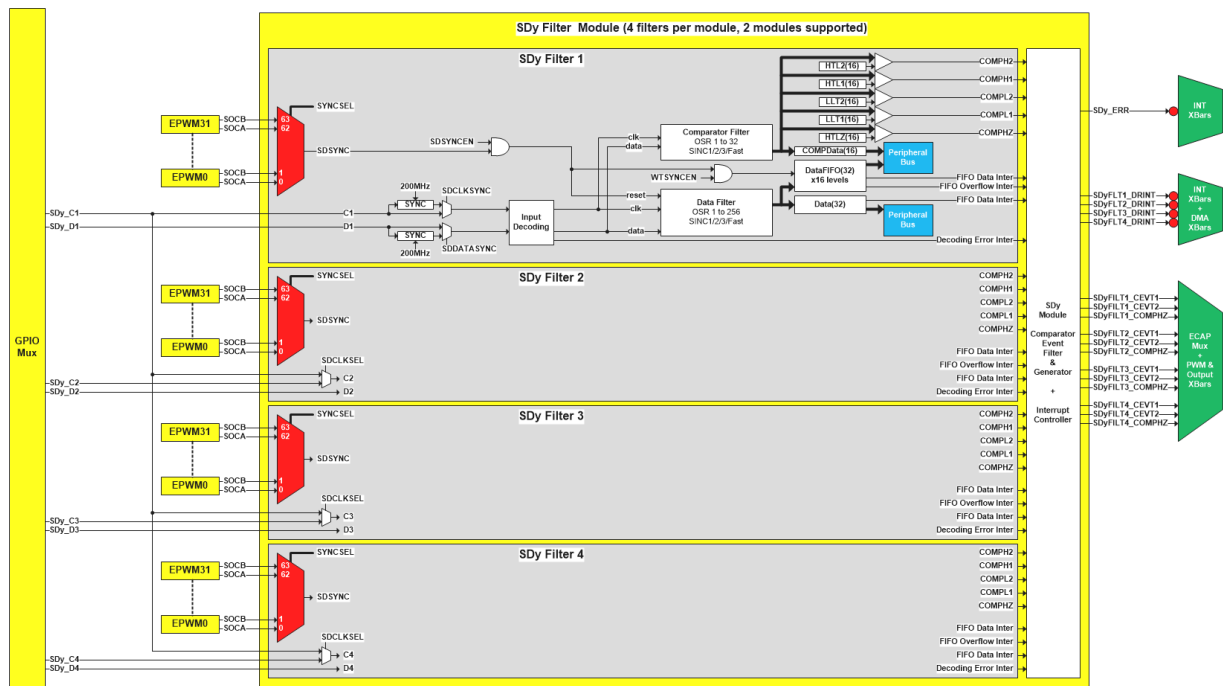 SDy Filter Module (4 filters per module, 2 modules supported)
GPIO
Mux
SDy Filter 1
EPWM31
EPWM0
SOCB
SOCA
SOCB
SOCA
63
62
1
0
SYNCSEL
SDSYNC
SDSYNCEN
WTSYNCEN
200MHz
SYNC
SDCLKSYNC
SDy_C1
SDy_D1
C1
D1
SYNC
200MHz
SDDATASYNC
Input
Decoding
clk
data
Comparator Filter
OSR 1 to 32
SINC1/2/3/Fast
reset
clk
data
Data Filter
OSR 1 to 256
SINC1/2/3/Fast
HTL2(16)
HTL1(16)
LLT2(16)
LLT1(16)
HTLZ(16)
COMPData(16)
DataFIFO(32)
x16 levels
Data(32)
Peripheral
Bus
Peripheral
Bus
COMPH2
COMPH1
COMPL2
COMPL1
COMPHZ
FIFO Data Inter
FIFO Overflow Inter
FIFO Data Inter
Decoding Error Inter
SDy Filter 2
EPWM31
EPWM0
SOCB
SOCA
SOCB
SOCA
63
62
1
0
SYNCSEL
SDSYNC
SDCLKSEL
SDy_C2
SDy_D2
C2
D2
COMPH2
COMPH1
COMPL2
COMPL1
COMPHZ
FIFO Data Inter
FIFO Overflow Inter
FIFO Data Inter
Decoding Error Inter
SDy Filter 3
EPWM31
EPWM0
SOCB
SOCA
SOCB
SOCA
63
62
1
0
SYNCSEL
SDSYNC
SDCLKSEL
SDy_C3
SDy_D3
C3
D3
COMPH2
COMPH1
COMPL2
COMPL1
COMPHZ
FIFO Data Inter
FIFO Overflow Inter
FIFO Data Inter
Decoding Error Inter
SDy Filter 4
EPWM31
EPWM0
SOCB
SOCA
SOCB
SOCA
63
62
1
0
SYNCSEL
SDSYNC
SDCLKSEL
SDy_C4
SDy_D4
C4
D4
COMPH2
COMPH1
COMPL2
COMPL1
COMPHZ
FIFO Data Inter
FIFO Overflow Inter
FIFO Data Inter
Decoding Error Inter
SDy
Module
Comparator
Event
Filter
&
Generator
+
Interrupt
Controller
SDy_ERR
INT
XBars
SDyFLT1_DRINT
SDyFLT2_DRINT
SDyFLT3_DRINT
SDyFLT4_DRINT
INT
XBars
+
DMA
XBars
SDyFILT1_CEVT1
SDyFILT1_CEVT2
SDyFILT1_COMPHZ
SDyFILT2_CEVT1
SDyFILT2_CEVT2
SDyFILT2_COMPHZ
SDyFILT3_CEVT1
SDyFILT3_CEVT2
SDyFILT3_COMPHZ
SDyFILT4_CEVT1
SDyFILT4_CEVT2
SDyFILT4_COMPHZ
ECAP
Mux
+
PWM &
Output
XBars